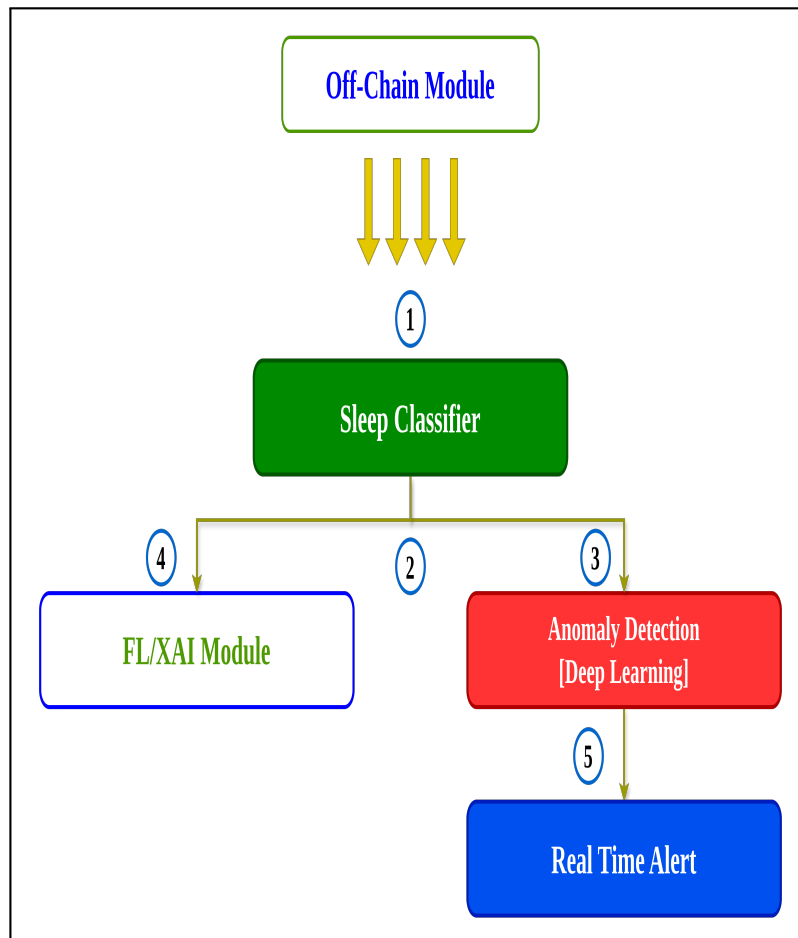 Off-Chain Module
1
Sleep Classifier
4
2
3
FL/XAI Module
Anomaly Detection
[Deep Learning]
5
Real Time Alert